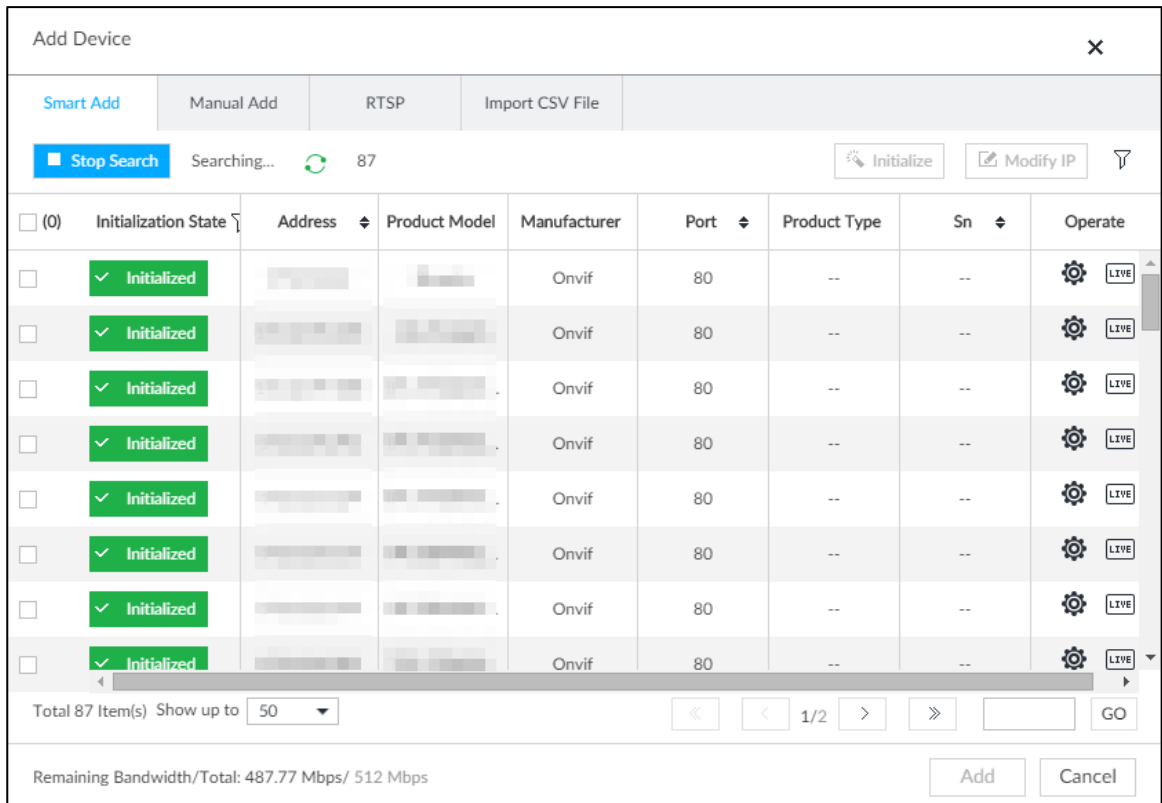 Add Device
Smart Add Manual Add RTSP Import CSV File
Stop Search Searching... 87 Initialize Modify IP
(0) Initialization State Address Product Model Manufacturer Port Product Type Sn Operate
Initialized Onvif 80 -- -- LIVE
Initialized Onvif 80 -- -- LIVE
Initialized . Onvif 80 -- -- LIVE
Initialized . Onvif 80 -- -- LIVE
Initialized . Onvif 80 -- -- LIVE
Initialized . Onvif 80 -- -- LIVE
Initialized . Onvif 80 -- -- LIVE
Initialized Onvif 80 -- -- LIVE
Total 87 Item(s) Show up to 50 1/2 GO
Remaining Bandwidth/Total: 487.77 Mbps/ 512 Mbps Add Cancel